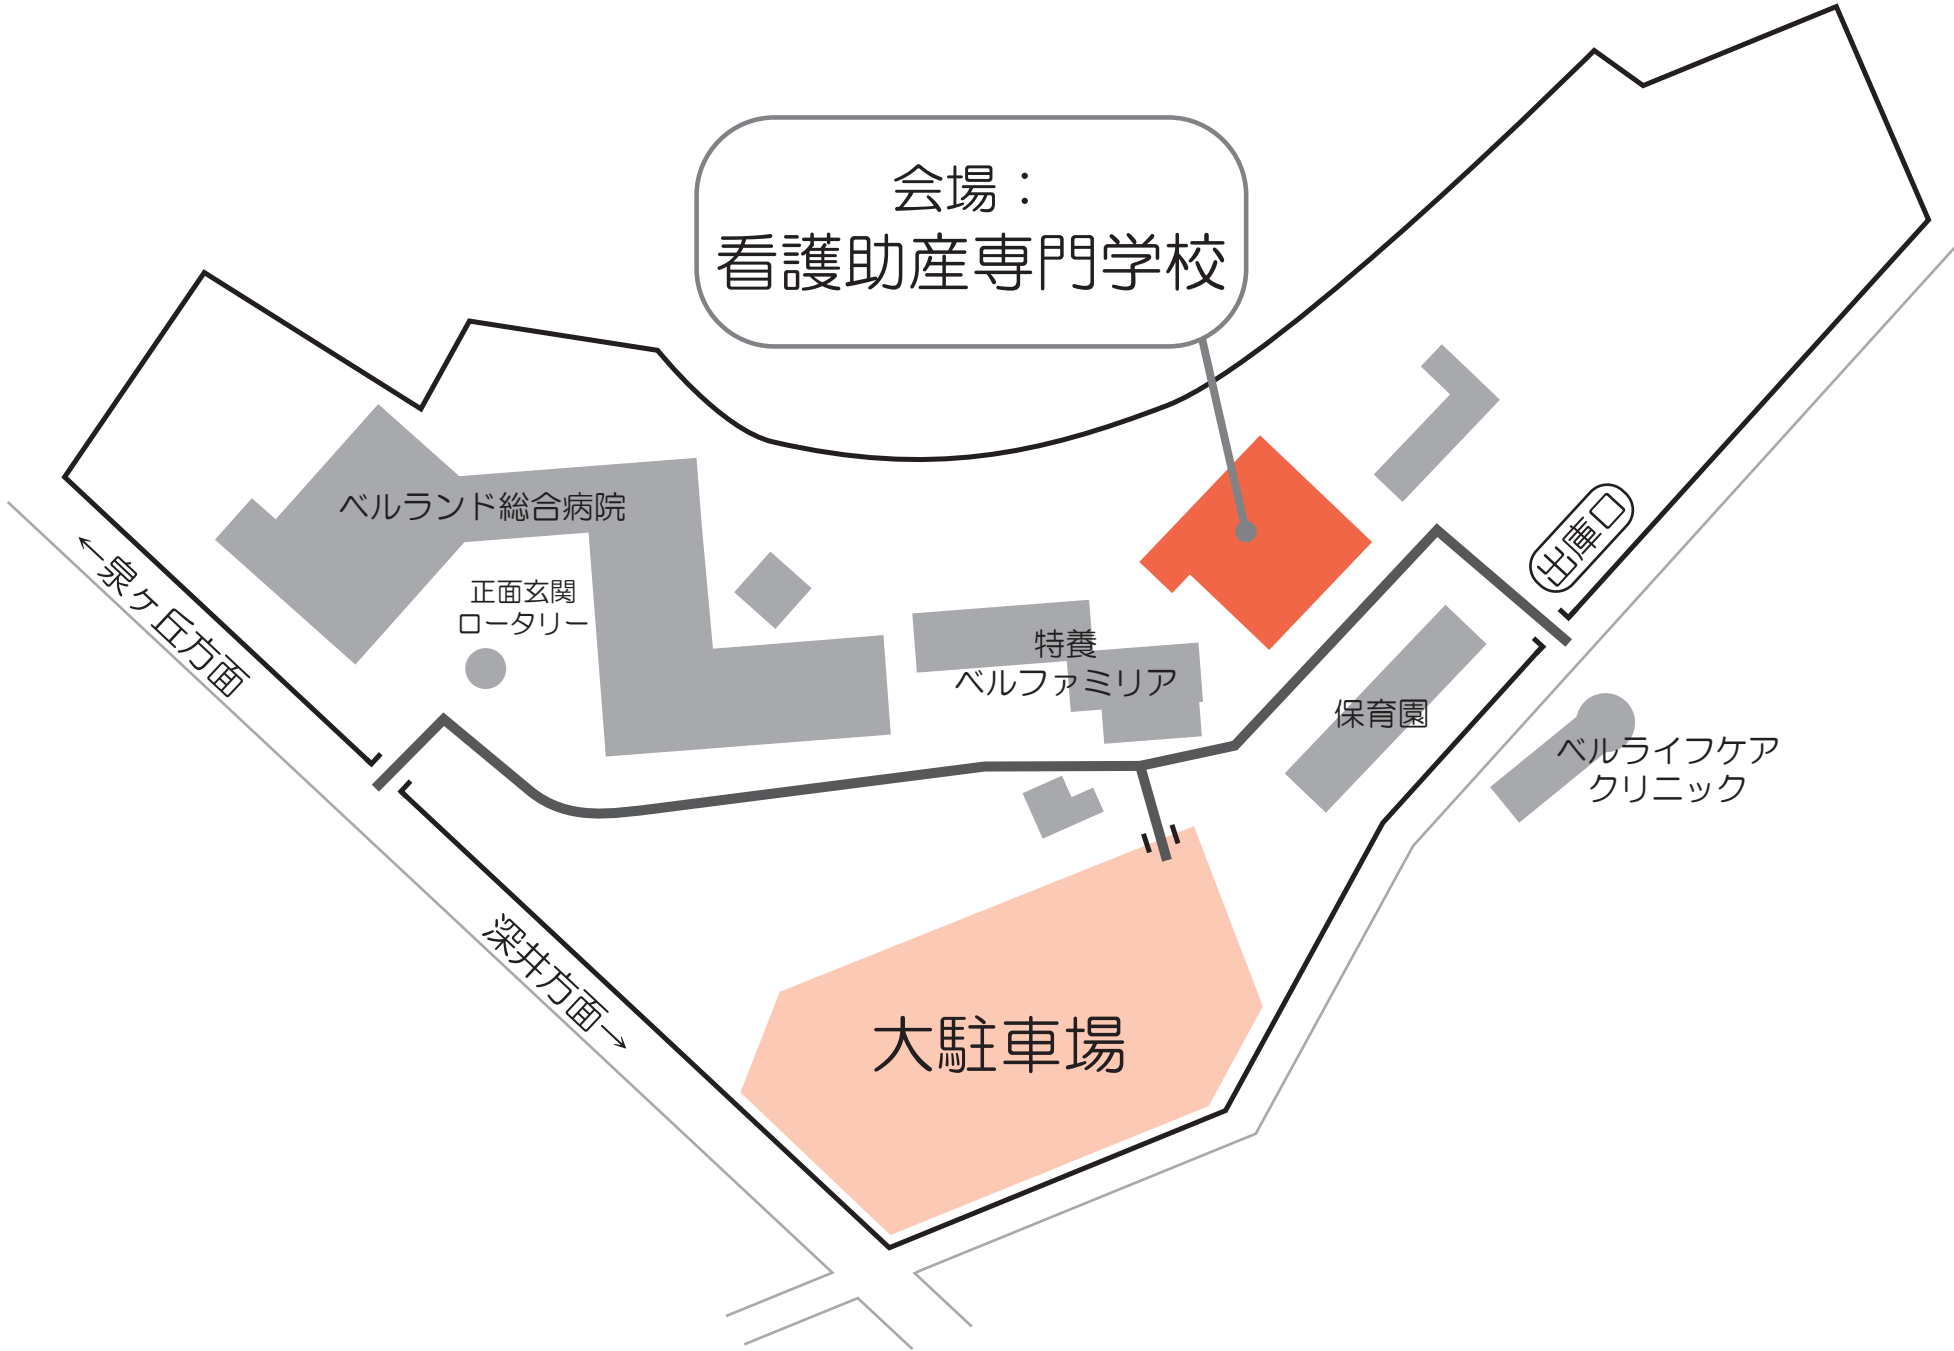 会場：
看護助産専門学校
ベルランド総合病院
出庫口
←泉ヶ丘方面
正面玄関
ロータリー
特養
ベルファミリア
保育園
ベルライフケア
クリニック
深井方面→
大駐車場